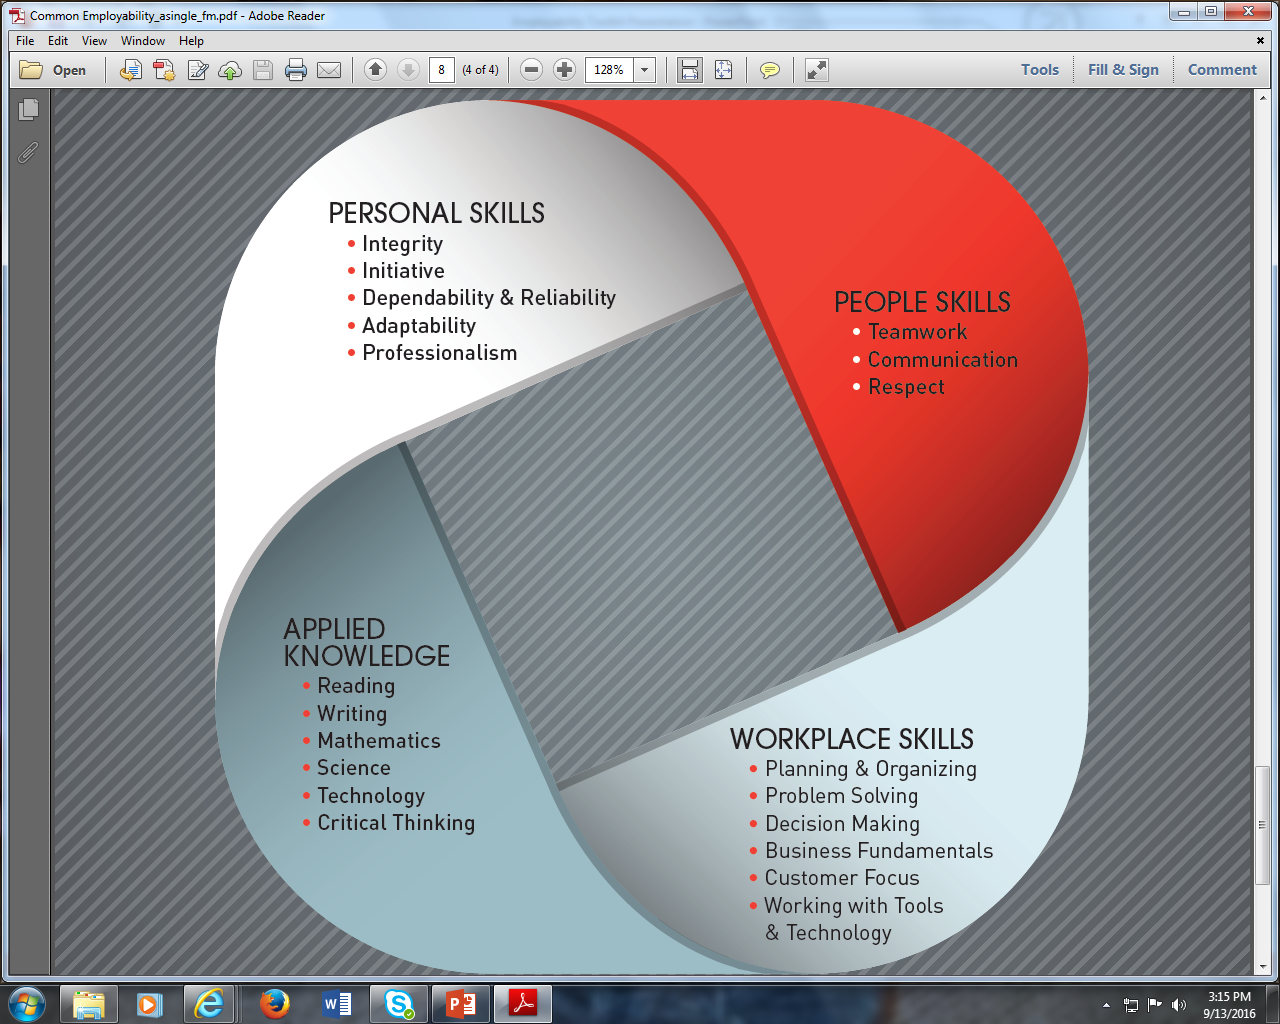 Common Employability_asingle_fm.pdf - Adobe Reader
File Edit View Window Help
Open 8 (4 of 4) 128% Tools Fill & Sign Comment
PERSONAL SKILLS
• Integrity
• Initiative
• Dependability & Reliability
• Adaptability
• Professionalism
PEOPLE SKILLS
• Teamwork
• Communication
• Respect
APPLIED
KNOWLEDGE
• Reading
• Writing
• Mathematics
• Science
• Technology
• Critical Thinking
WORKPLACE SKILLS
• Planning & Organizing
• Problem Solving
• Decision Making
• Business Fundamentals
• Customer Focus
• Working with Tools
& Technology
3:15 PM
9/13/2016